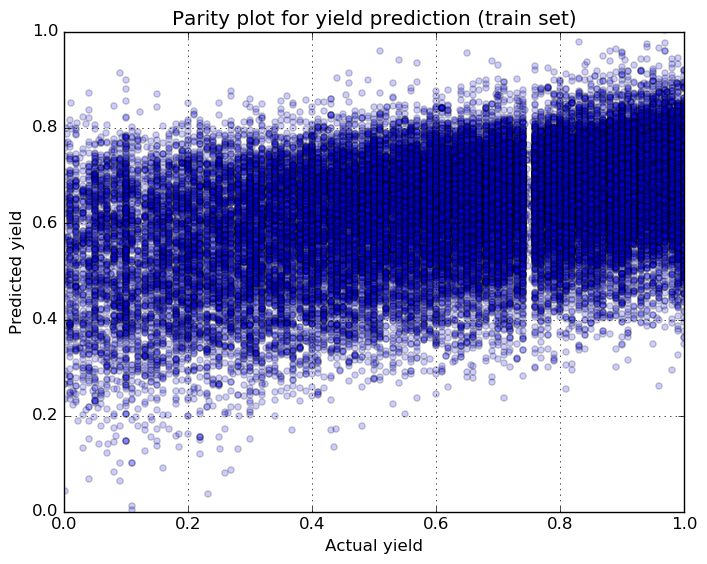 Parity plot for yield prediction (train set)
1.0
0.8
0.6
0.4
0.2
0.0
Predicted yield
0.0 0.2 0.4 0.6 0.8 1.0
Actual yield